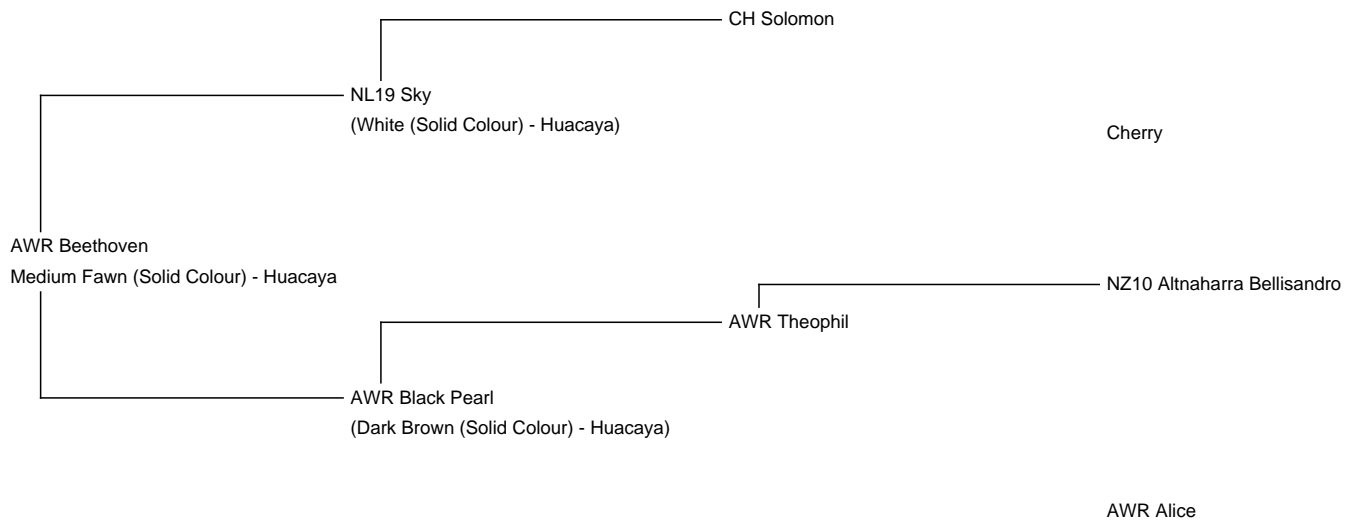 CH Solomon
NL19 Sky
(White (Solid Colour) - Huacaya)
Cherry
AWR Beethoven
Medium Fawn (Solid Colour) - Huacaya
NZ10 Altnaharra Bellisandro
AWR Theophil
AWR Black Pearl
(Dark Brown (Solid Colour) - Huacaya)
AWR Alice